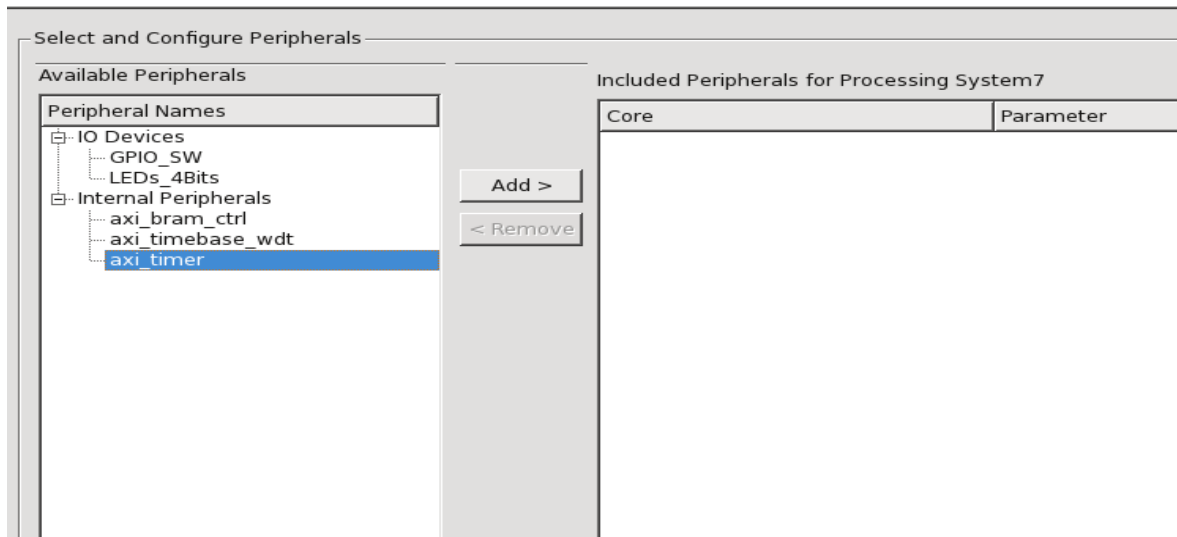 Select and Configure Peripherals
Available Peripherals
Peripheral Names
IO Devices
GPIO_SW
LEDs_4Bits
Internal Peripherals
axi_bram_ctrl
axi_timebase_wdt
axi_timer
Add >
< Remove
Included Peripherals for Processing System7
Core Parameter